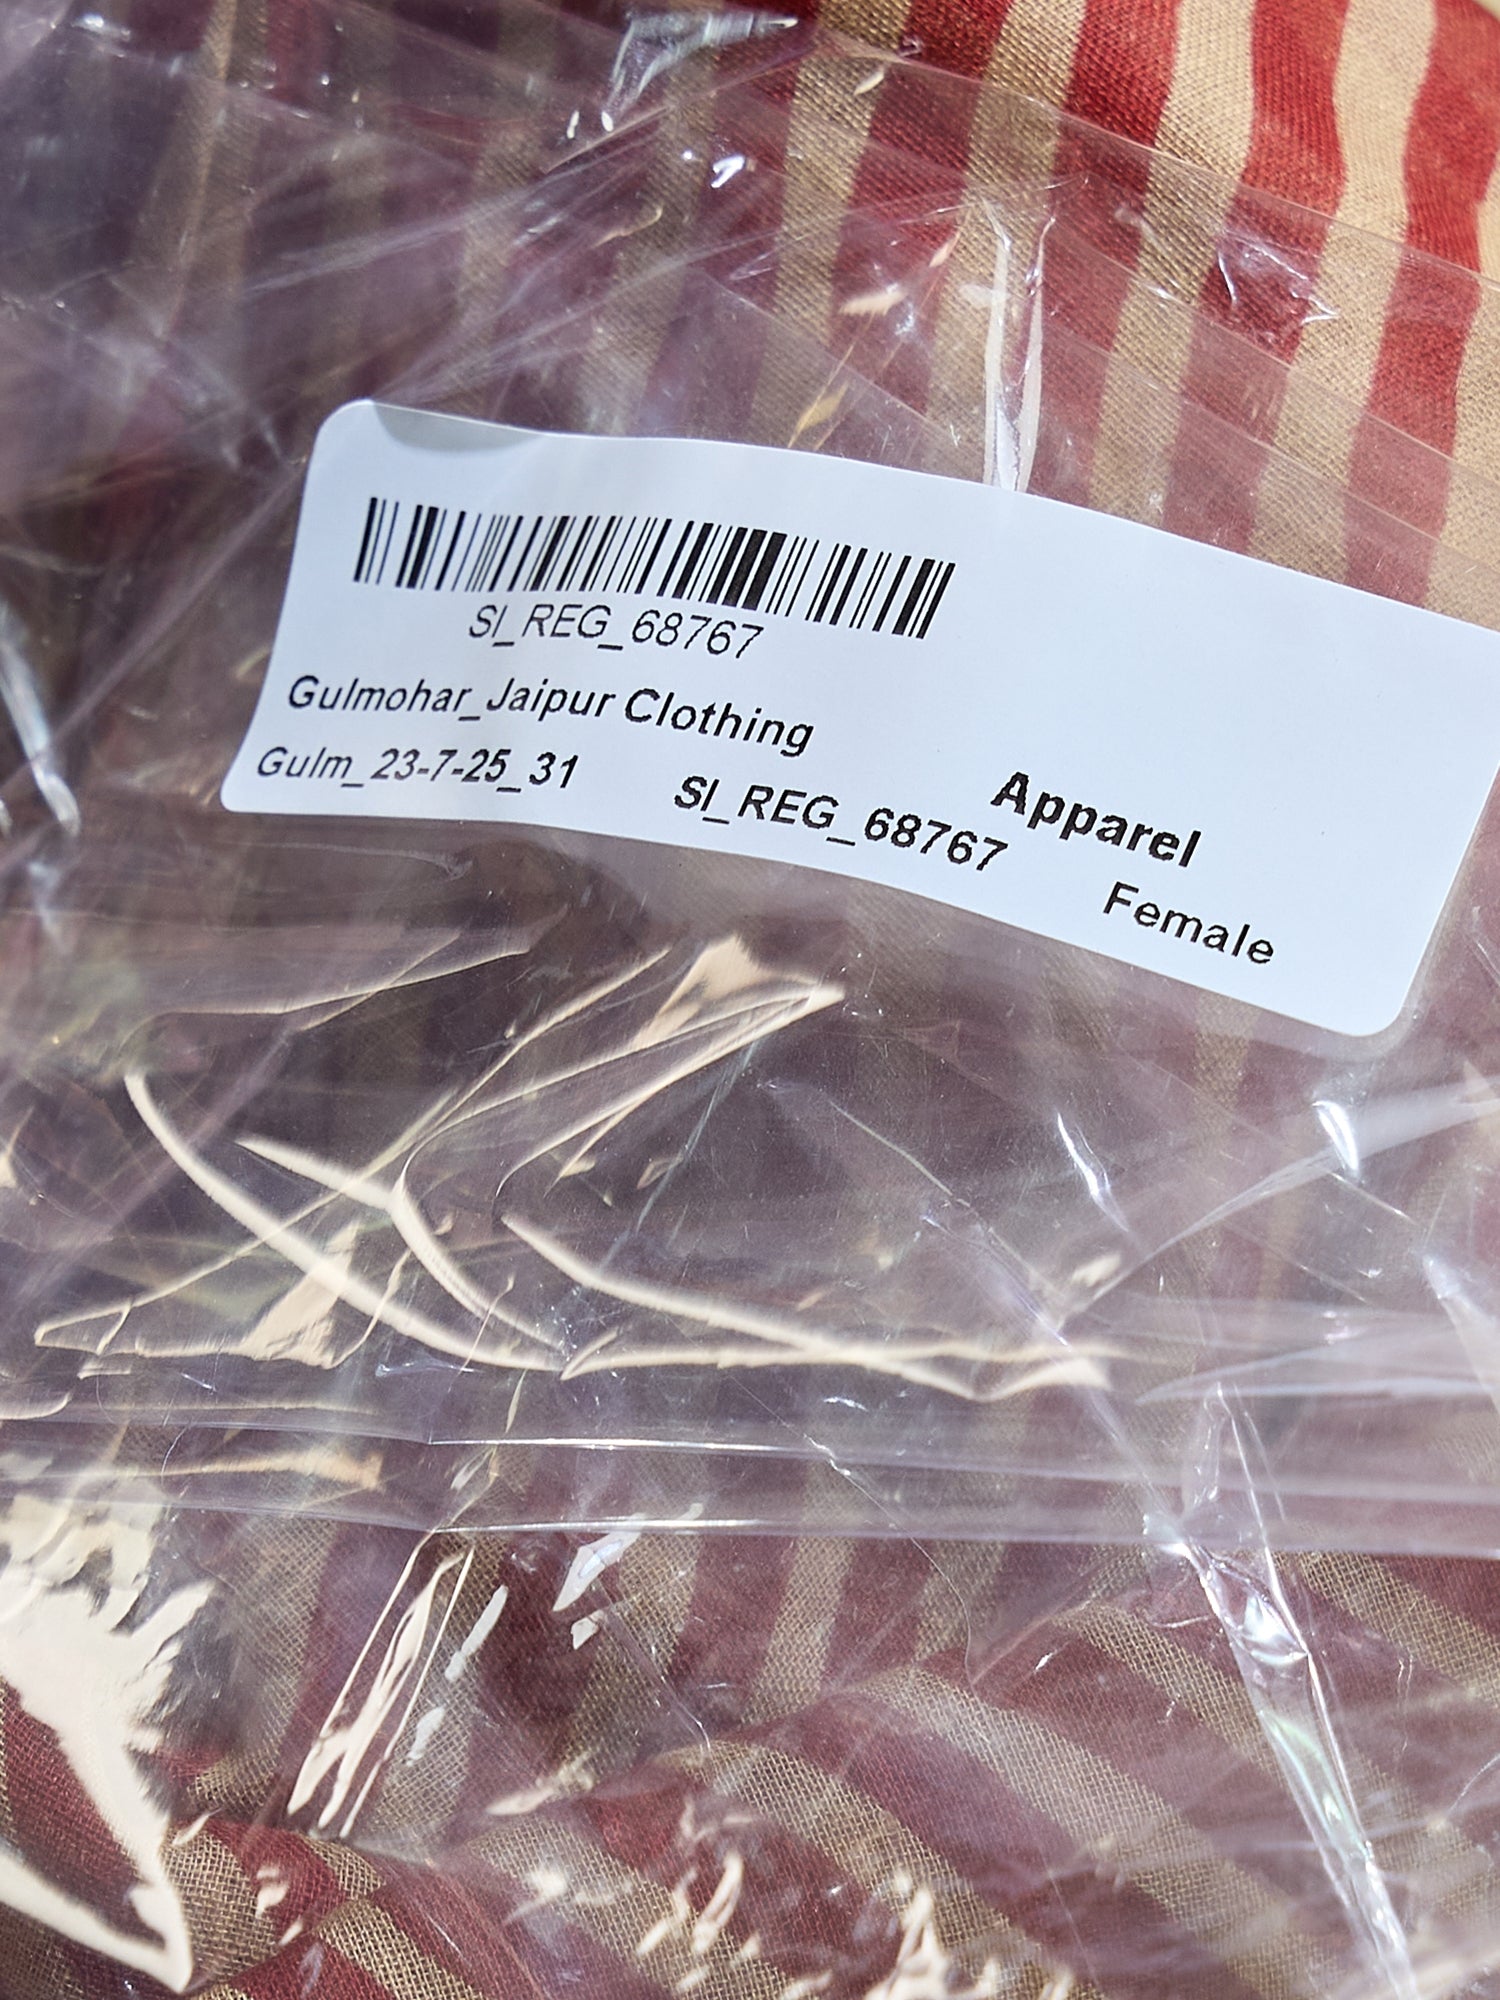 SI_REG_68767
Gulmohar_Jaipur Clothing
Apparel
Gulm_23-7-25_31 SI_REG_68767
Female